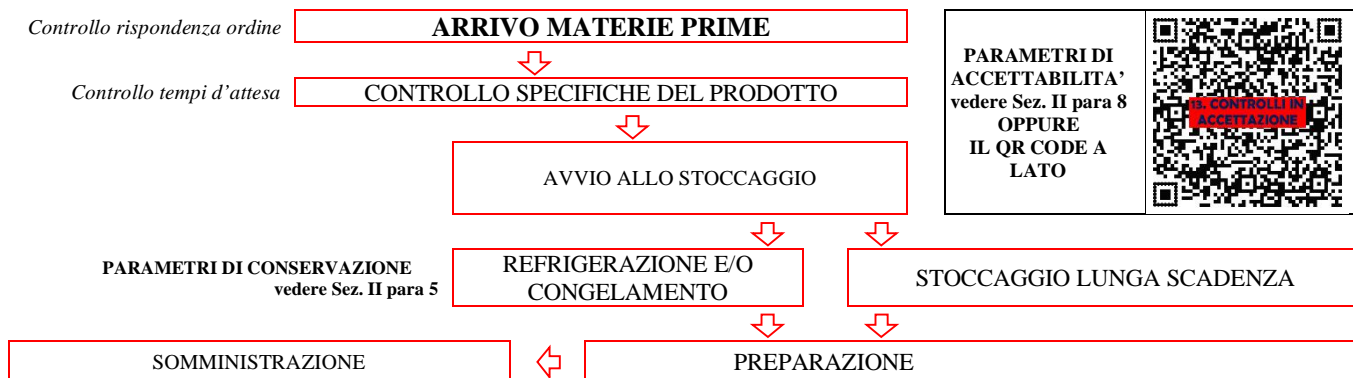 Controllo rispondenza ordine
ARRIVO MATERIE PRIME
Controllo tempi d'attesa
CONTROLLO SPECIFICHE DEL PRODOTTO
AVVIO ALLO STOCCAGGIO
PARAMETRI DI
ACCETTABILITA'
vedere Sez. II para 8
OPPURE
IL QR CODE A
LATO
13. CONTROLLI IN
ACCETTAZIONE
PARAMETRI DI CONSERVAZIONE
vedere Sez. II para 5
REFRIGERAZIONE E/O
CONGELAMENTO
STOCCAGGIO LUNGA SCADENZA
SOMMINISTRAZIONE
PREPARAZIONE